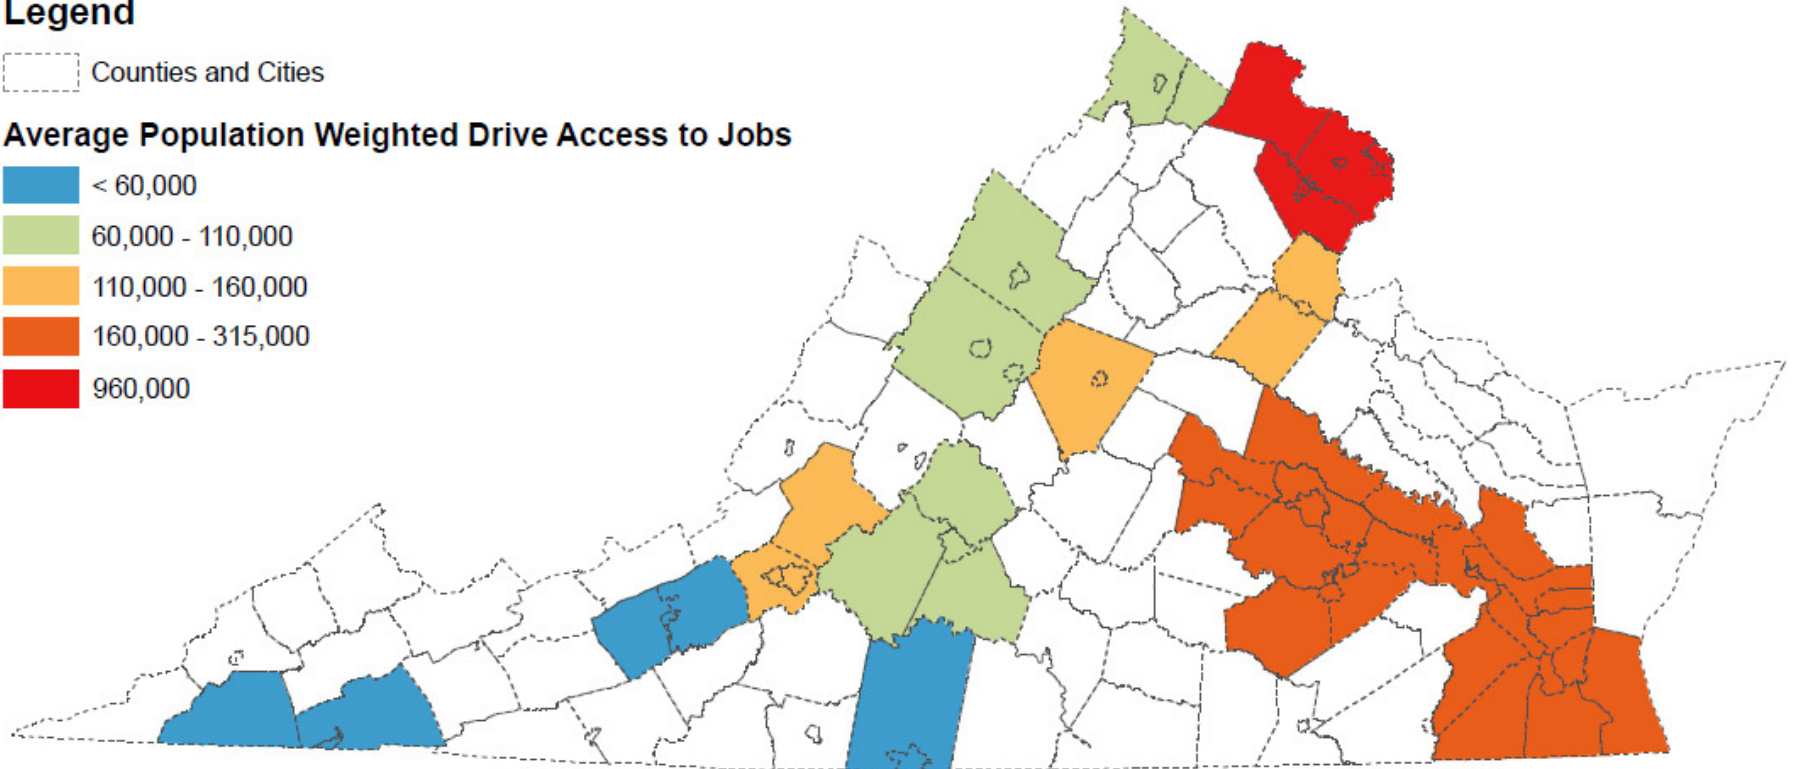 Legend
Counties and Cities
Average Population Weighted Drive Access to Jobs
< 60,000
60,000 - 110,000
110,000 - 160,000
160,000 - 315,000
960,000